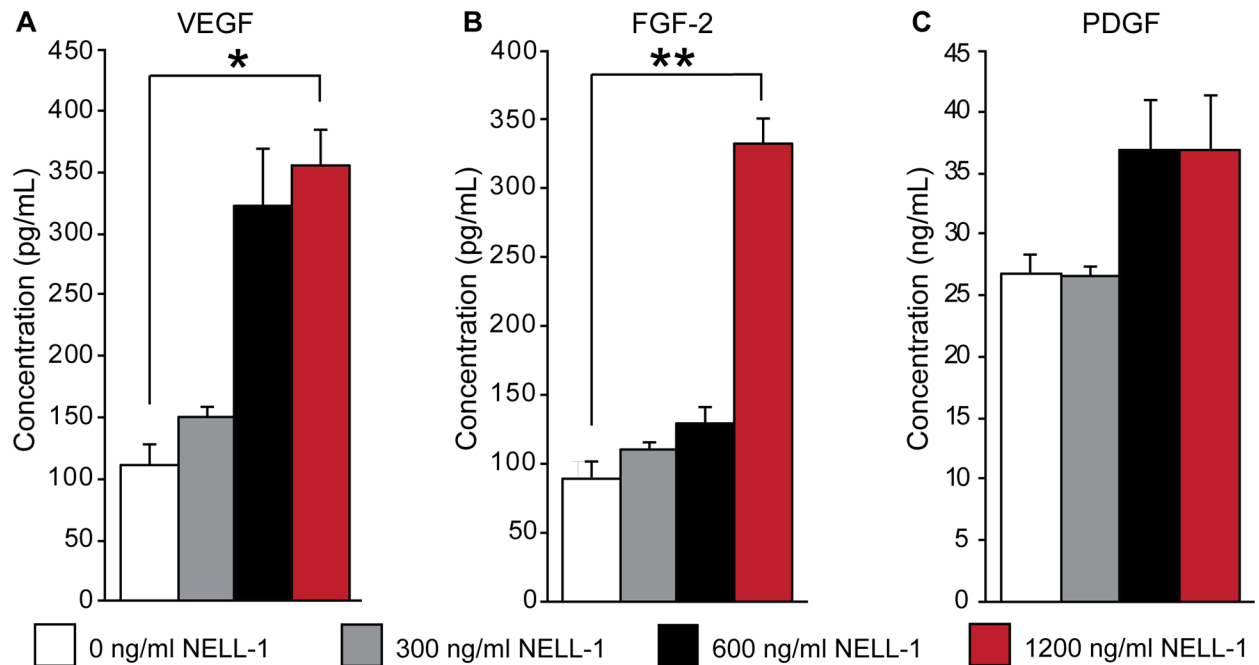 A
VEGF
Concentration (pg/mL)
450
400
350
300
250
200
150
100
50
0
*
B
FGF-2
Concentration (pg/mL)
400
350
300
250
200
150
100
50
0
**
C
PDGF
Concentration (ng/mL)
45
40
35
30
25
20
15
10
5
0
0 ng/ml NELL-1
300 ng/ml NELL-1
600 ng/ml NELL-1
1200 ng/ml NELL-1